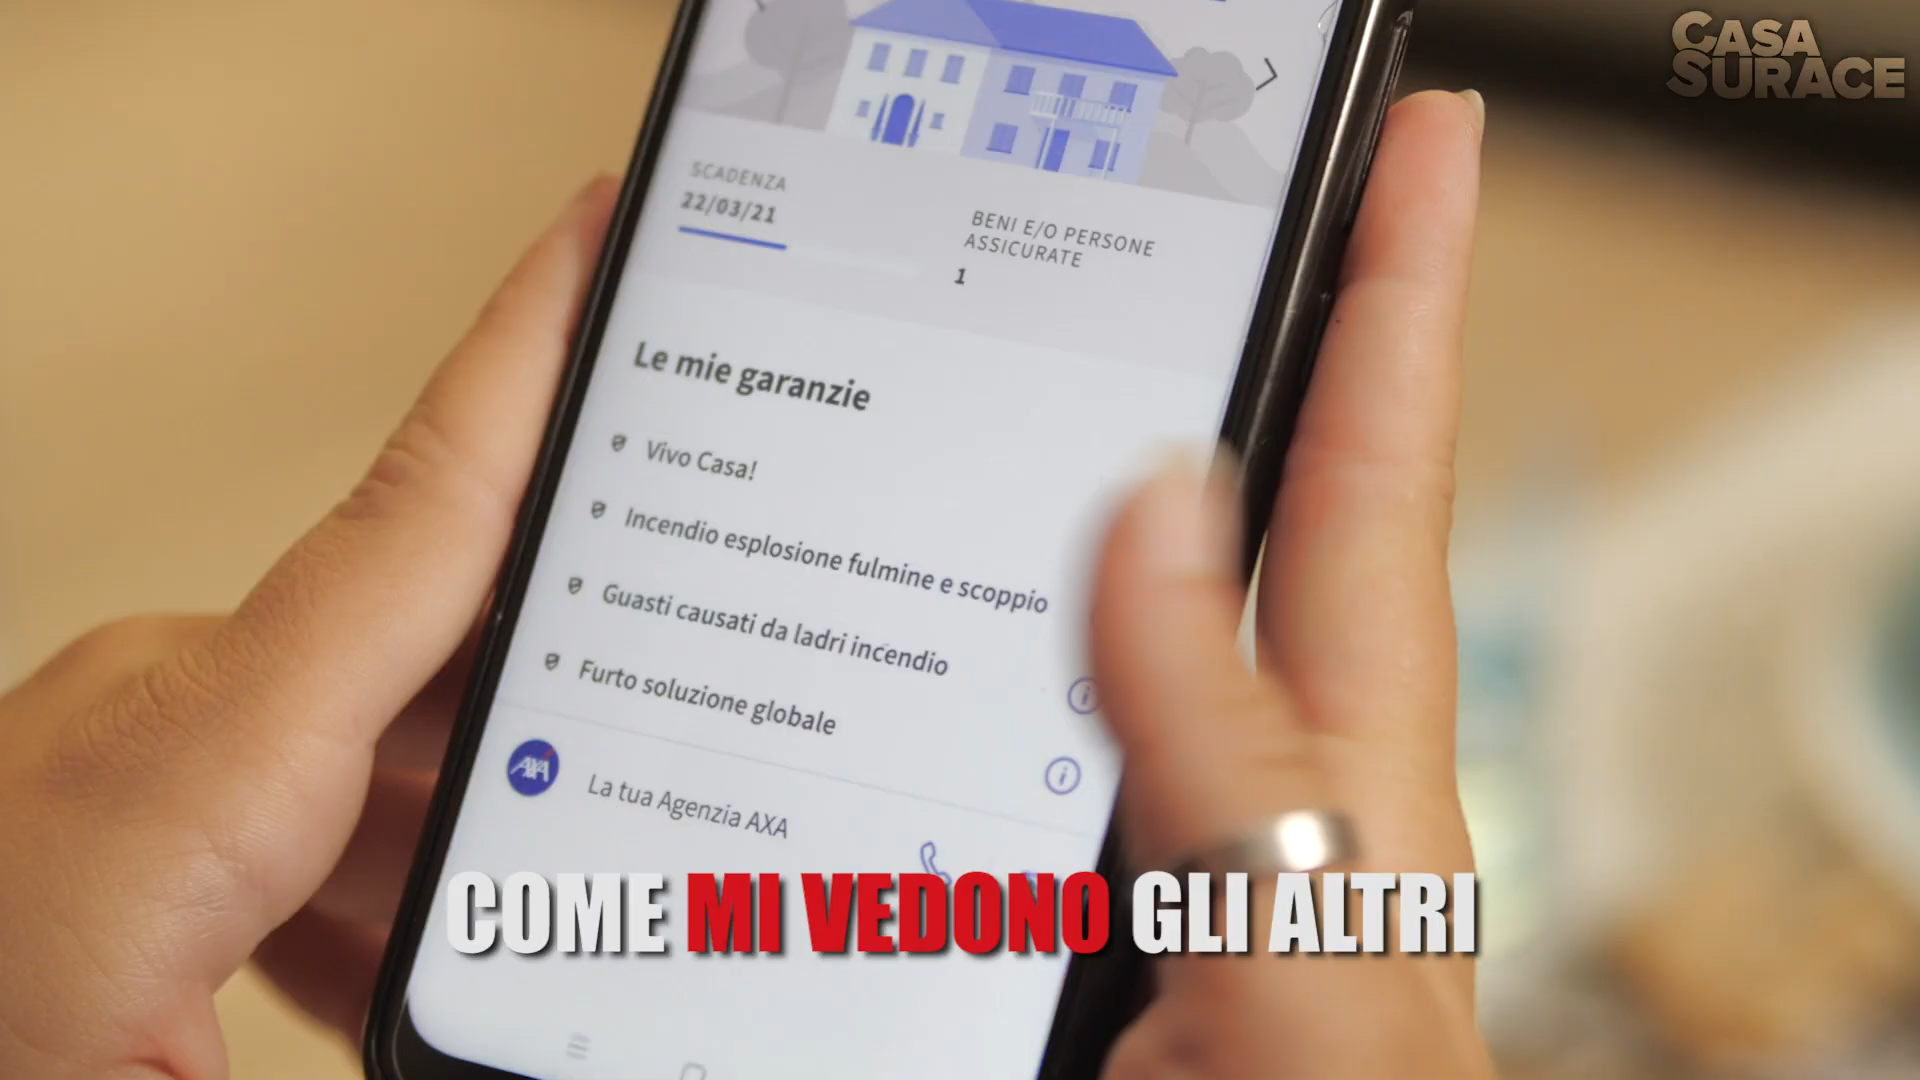 CASA
SURACE
SCADENZA
22/03/21
BENI E/O PERSONE
ASSICURATE
1
Le mie garanzie
Vivo Casa!
Incendio esplosione fulmine e scoppio
Guasti causati da ladri incendio
Furto soluzione globale
AXA
La tua Agenzia AXA
COME MI VEDONO GLI ALTRI